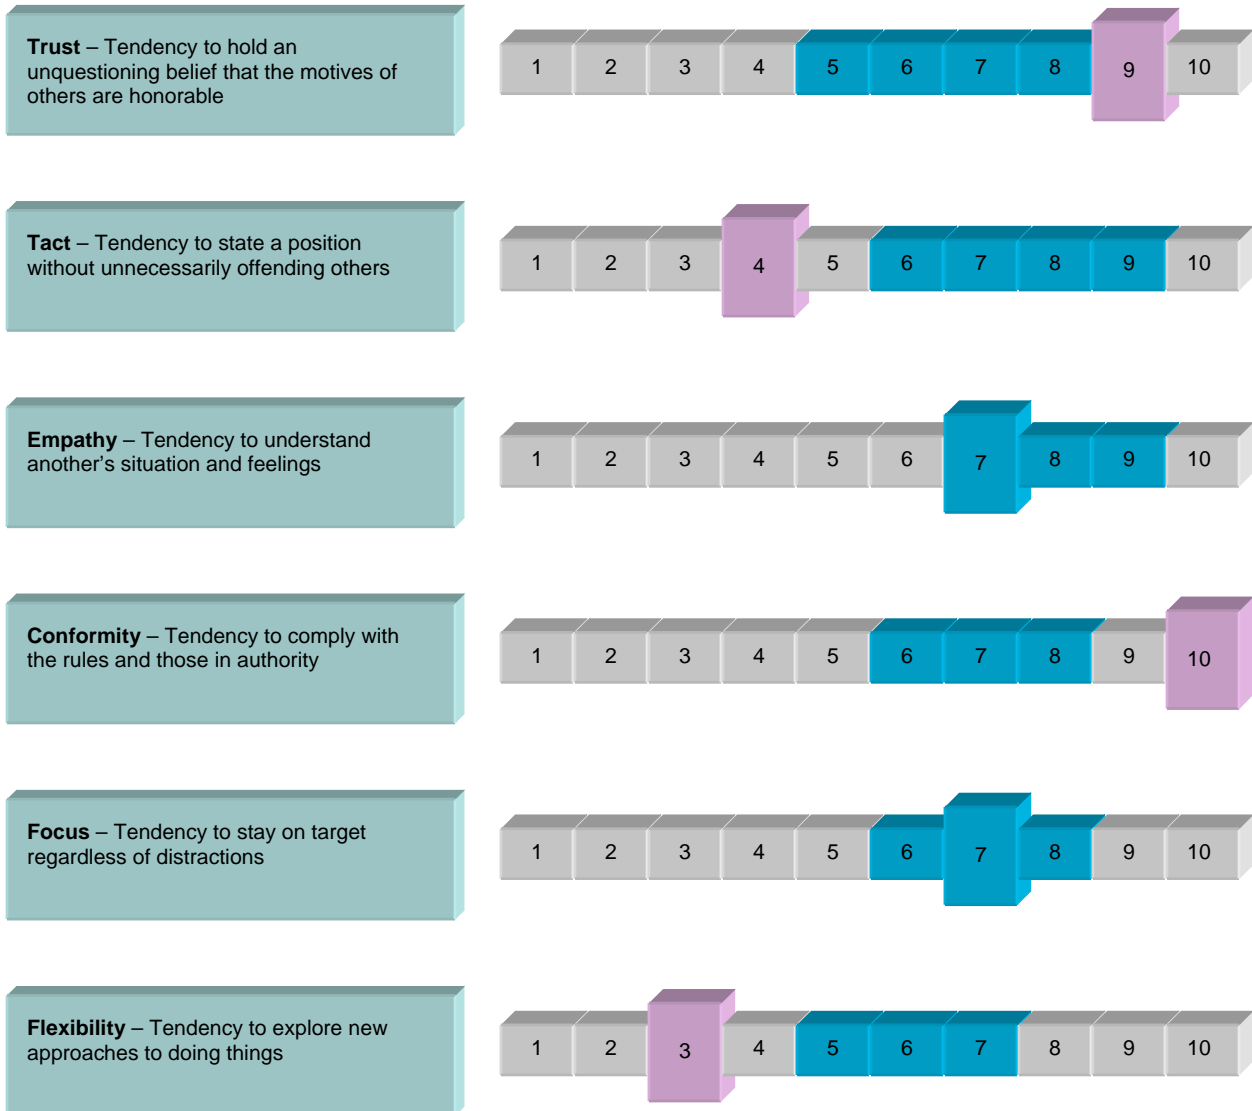 Trust – Tendency to hold an
unquestioning belief that the motives of
others are honorable
1 2 3 4 5 6 7 8 9 10
Tact – Tendency to state a position
without unnecessarily offending others
1 2 3 4 5 6 7 8 9 10
Empathy – Tendency to understand
another’s situation and feelings
1 2 3 4 5 6 7 8 9 10
Conformity – Tendency to comply with
the rules and those in authority
1 2 3 4 5 6 7 8 9 10
Focus – Tendency to stay on target
regardless of distractions
1 2 3 4 5 6 7 8 9 10
Flexibility – Tendency to explore new
approaches to doing things
1 2 3 4 5 6 7 8 9 10